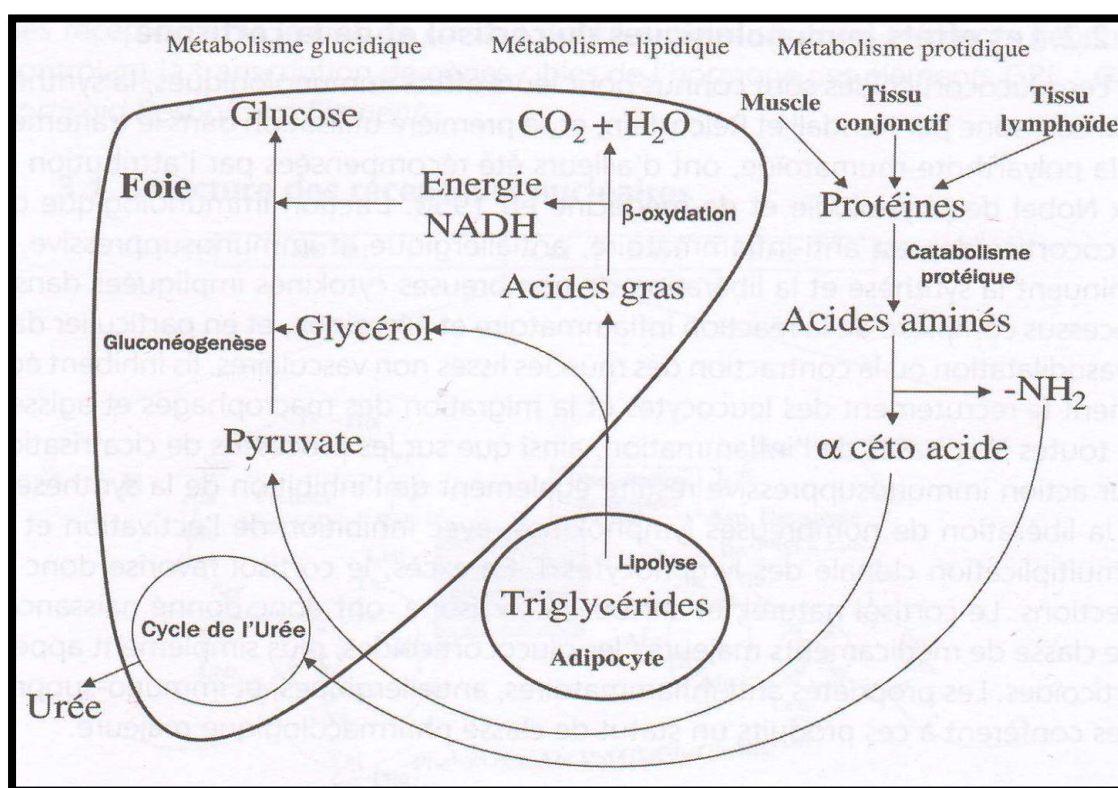 Métabolisme glucidique
Métabolisme lipidique
Métabolisme protidique
Muscle
Tissu
conjonctif
Tissu
lymphoïde
Glucose
CO₂+H₂O
Foie
Energie
NADH
β-oxydation
Protéines
Catabolisme
protéique
Acides gras
Acides aminés
Gluconéogenèse
Glycérol
NH₂
Pyruvate
α céto acide
Lipolyse
Triglycérides
Adipocyte
Cycle de l'Urée
Urée